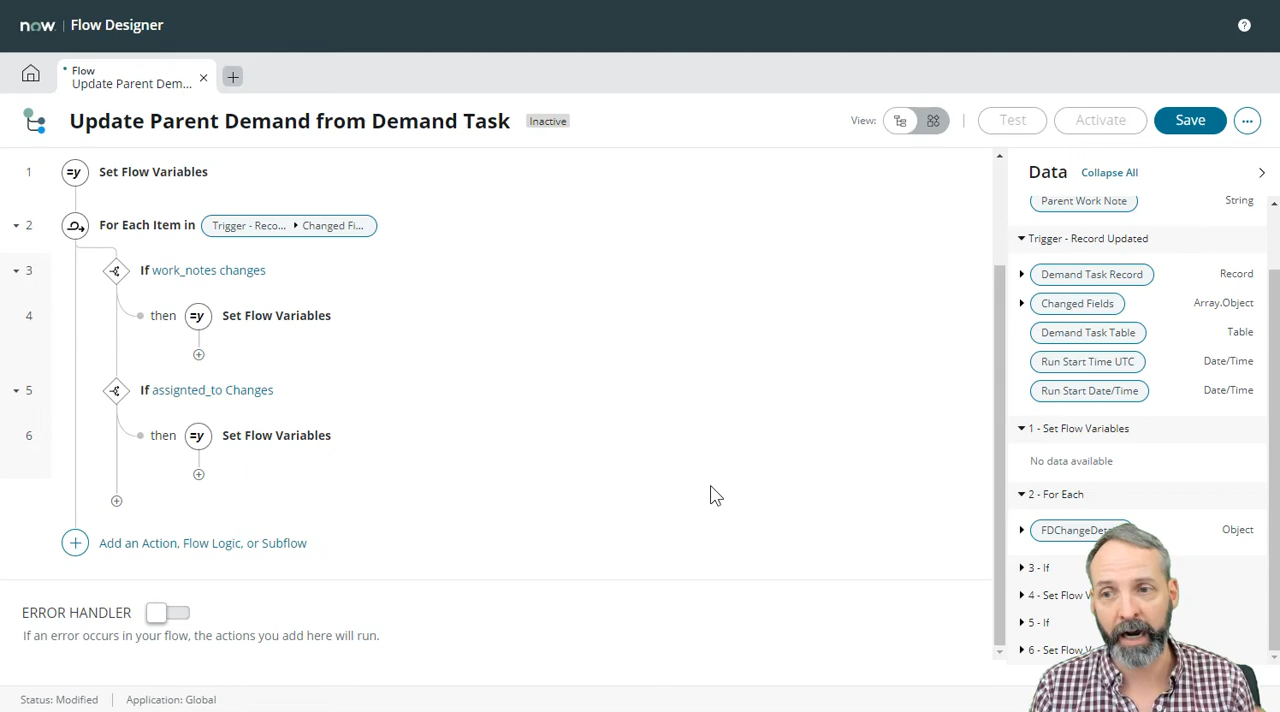 now. | Flow Designer
?
Flow
Update Parent Dem...
Update Parent Demand from Demand Task
Inactive
View:
Test
Activate
Save
...
1
Set Flow Variables
2
For Each Item in
Trigger - Reco...
Changed Fi...
3
If work_notes changes
4
then
Set Flow Variables
5
If assignted_to Changes
6
then
Set Flow Variables
Add an Action, Flow Logic, or Subflow
ERROR HANDLER
If an error occurs in your flow, the actions you add here will run.
Status: Modified
Application: Global
Data
Collapse All
Parent Work Note
String
Trigger - Record Updated
Demand Task Record
Record
Changed Fields
Array.Object
Demand Task Table
Table
Run Start Time UTC
Date/Time
Run Start Date/Time
Date/Time
1 - Set Flow Variables
No data available
2 - For Each
Object
3 - If
4 - Set Flow
5 - If
6 - Set Flow